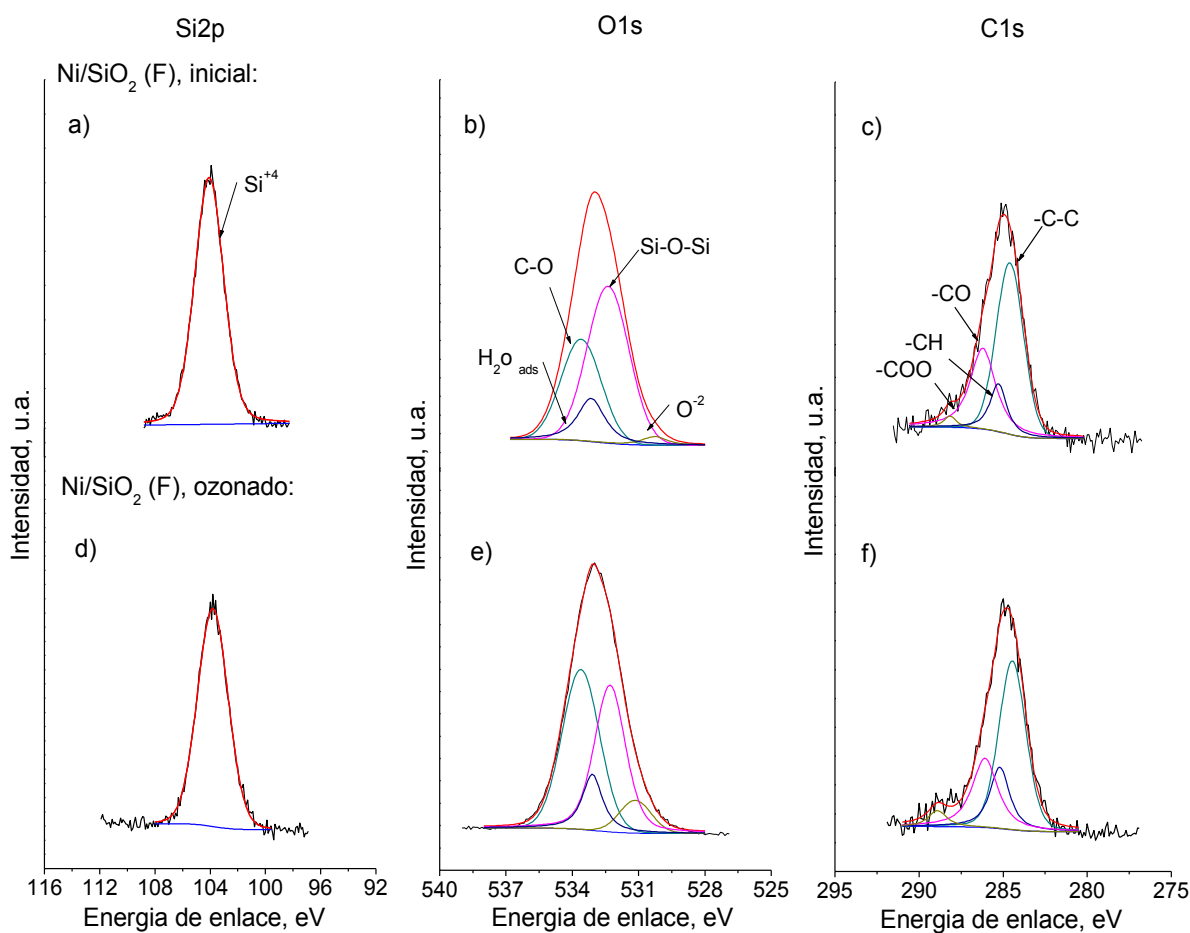 Si2p
O1s
C1s
Ni/SiO2 (F), inicial:
a)
b)
c)
Si+4
C-O
Si-O-Si
H2o ads
O-2
-C-C
-CO
-CH
-COO
Intensidad, u.a.
Intensidad, u.a.
Intensidad, u.a.
Ni/SiO2 (F), ozonado:
d)
e)
f)
116 112 108 104 100 96 92
540 537 533 530 528 525
295 290 285 280 275
Energia de enlace, eV
Energia de enlace, eV
Energia de enlace, eV